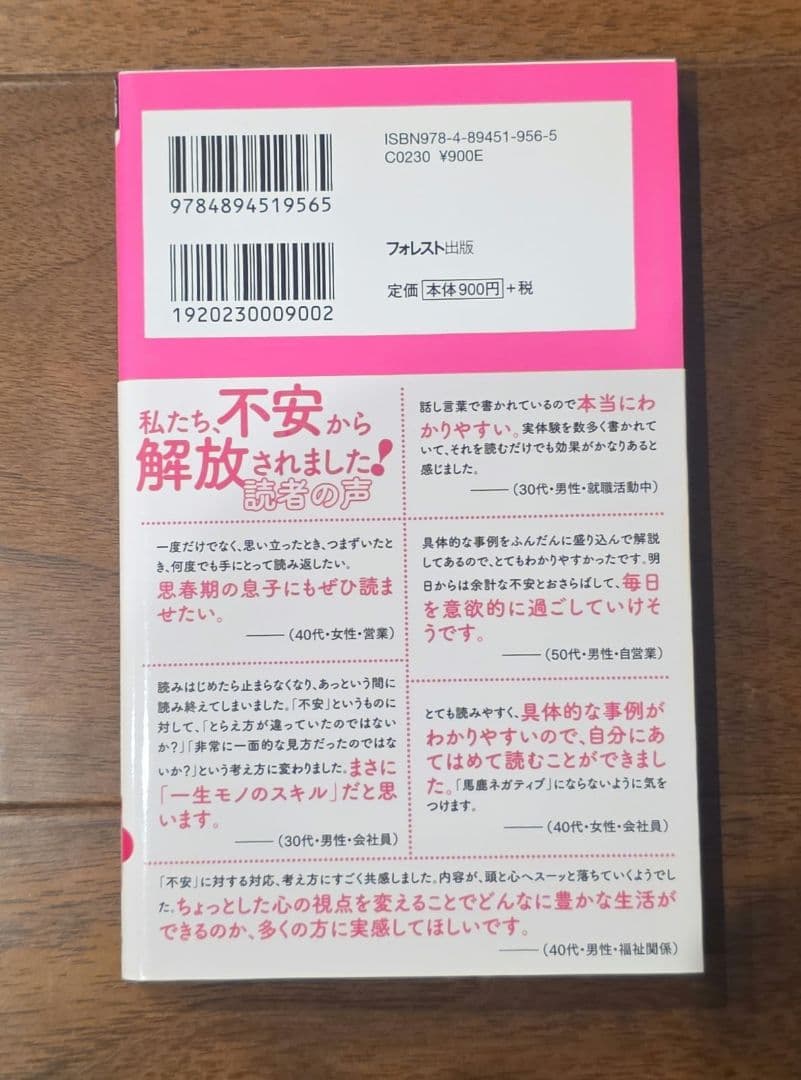 ISBN978-4-89451-956-5
C0230 ¥900E
9784894519565
フォレスト出版
定価 本体900円+税
1920230009002
私たち、不安から
解放されました!
読者の声
話し言葉で書かれているので本当にわ
かりやすい。実体験を数多く書かれて
いて、それを読むだけでも効果がかなりあると
感じました。
――(30代・男性・就職活動中)
一度だけでなく、思い立ったとき、つまずいたと
き、何度でも手にとって読み返したい。
思春期の息子にもぜひ読ま
せたい。
――(40代・女性・営業)
具体的な事例をふんだんに盛り込んで解説
してあるので、とてもわかりやすかったです。明
日からは余計な不安とおさらばして、毎日
を意欲的に過ごしていけそ
うです。
――(50代・男性・自営業)
読みはじめたら止まらなくなり、あっという間に
読み終えてしまいました。「不安」というものに
対して、「とらえ方が違っていたのではない
か?」「非常に一面的な見方だったのではな
いか?」という考え方に変わりました。まさに
「一生モノのスキル」だと思
います。
――(30代・男性・会社員)
とても読みやすく、具体的な事例が
わかりやすいので、自分にあ
てはめて読むことができまし
た。「馬鹿ネガティブ」にならないように気を
つけます。
――(40代・女性・会社員)
「不安」に対する対応、考え方にすごく共感しました。内容が、頭と心へスーッと落ちていくようでし
た。ちょっとした心の視点を変えることでどんなに豊かな生活が
できるのか、多くの方に実感してほしいです。
――(40代・男性・福祉関係)